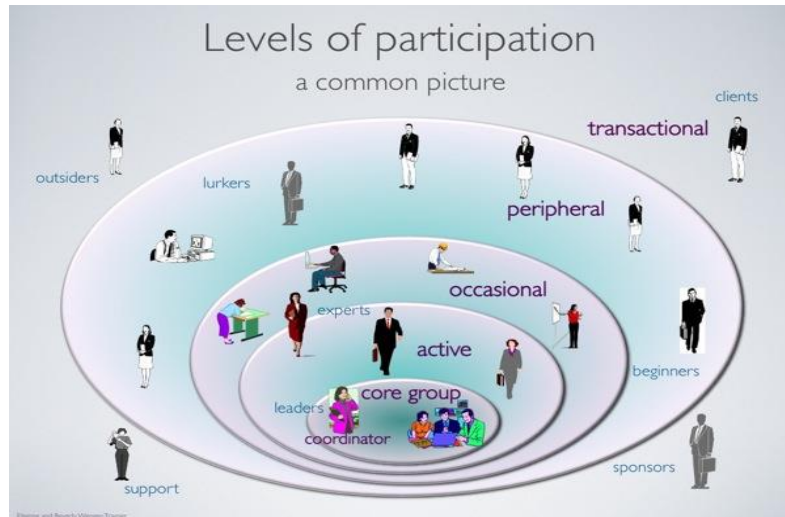 Levels of participation
a common picture
clients
transactional
outsiders
lurkers
peripheral
occasional
experts
active
beginners
core group
leaders
coordinator
sponsors
support